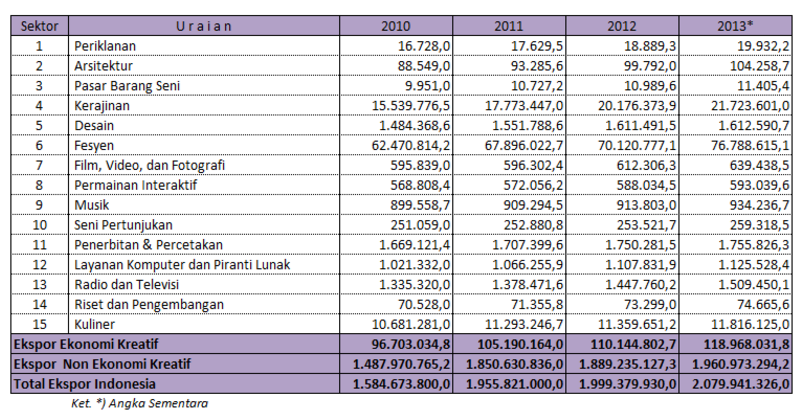 Sektor U r a i a n 2010 2011 2012 2013*
1 Periklanan 16.728,0 17.629,5 18.889,3 19.932,2
2 Arsitektur 88.549,0 93.285,6 99.792,0 104.258,7
3 Pasar Barang Seni 9.951,0 10.727,2 10.989,6 11.405,4
4 Kerajinan 15.539.776,5 17.773.447,0 20.176.373,9 21.723.601,0
5 Desain 1.484.368,6 1.551.788,6 1.611.491,5 1.612.590,7
6 Fesyen 62.470.814,2 67.896.022,7 70.120.777,1 76.788.615,1
7 Film, Video, dan Fotografi 595.839,0 596.302,4 612.306,3 639.438,5
8 Permainan Interaktif 568.808,4 572.056,2 588.034,5 593.039,6
9 Musik 899.558,7 909.294,5 913.803,0 934.236,7
10 Seni Pertunjukan 251.059,0 252.880,8 253.521,7 259.318,5
11 Penerbitan & Percetakan 1.669.121,4 1.707.399,6 1.750.281,5 1.755.826,3
12 Layanan Komputer dan Piranti Lunak 1.021.332,0 1.066.255,9 1.107.831,9 1.125.528,4
13 Radio dan Televisi 1.335.320,0 1.378.471,6 1.447.760,2 1.509.450,1
14 Riset dan Pengembangan 70.528,0 71.355,8 73.299,0 74.665,6
15 Kuliner 10.681.281,0 11.293.246,7 11.359.651,2 11.816.125,0
Ekspor Ekonomi Kreatif 96.703.034,8 105.190.164,0 110.144.802,7 118.968.031,8
Ekspor Non Ekonomi Kreatif 1.487.970.765,2 1.850.630.836,0 1.889.235.127,3 1.960.973.294,2
Total Ekspor Indonesia 1.584.673.800,0 1.955.821.000,0 1.999.379.930,0 2.079.941.326,0
Ket. *) Angka Sementara